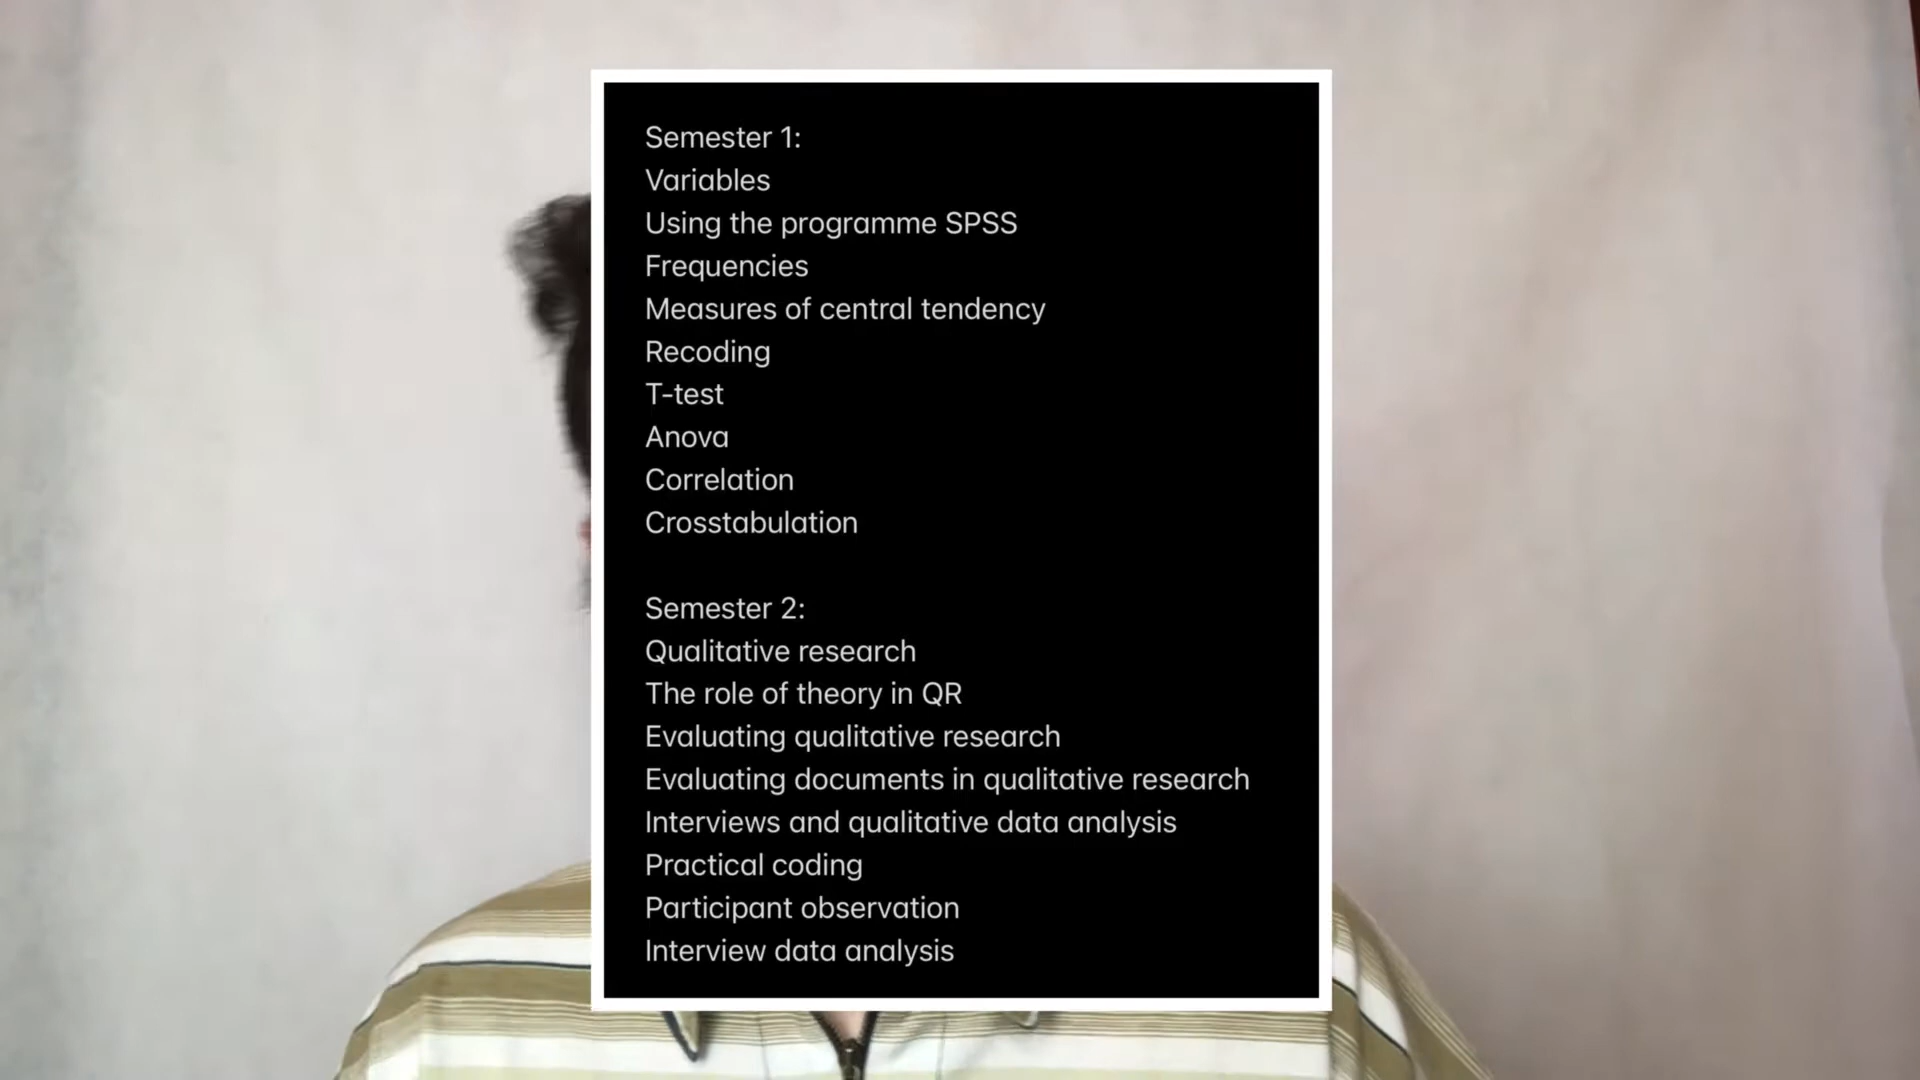 Semester 1:
Variables
Using the programme SPSS
Frequencies
Measures of central tendency
Recoding
T-test
Anova
Correlation
Crosstabulation
Semester 2:
Qualitative research
The role of theory in QR
Evaluating qualitative research
Evaluating documents in qualitative research
Interviews and qualitative data analysis
Practical coding
Participant observation
Interview data analysis